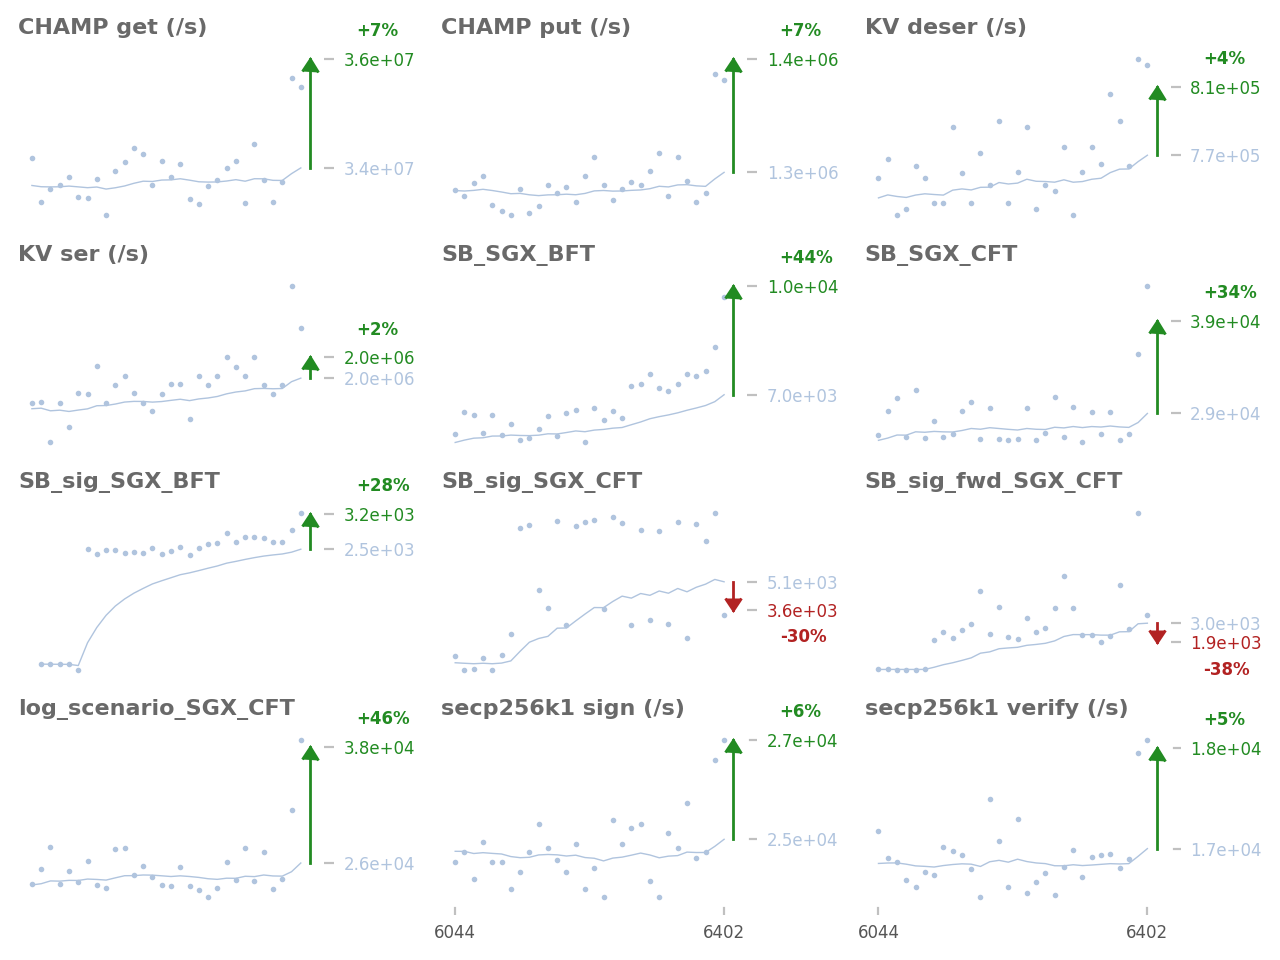 CHAMP get (/s)
+7%
3.6e+07
3.4e+07
CHAMP put (/s)
+7%
1.4e+06
1.3e+06
KV deser (/s)
+4%
8.1e+05
7.7e+05
KV ser (/s)
+2%
2.0e+06
2.0e+06
SB_SGX_BFT
+44%
1.0e+04
7.0e+03
SB_SGX_CFT
+34%
3.9e+04
2.9e+04
SB_sig_SGX_BFT
+28%
3.2e+03
2.5e+03
SB_sig_SGX_CFT
5.1e+03
3.6e+03
-30%
SB_sig_fwd_SGX_CFT
3.0e+03
1.9e+03
-38%
log_scenario_SGX_CFT
+46%
3.8e+04
2.6e+04
secp256k1 sign (/s)
+6%
2.7e+04
2.5e+04
6044
6402
secp256k1 verify (/s)
+5%
1.8e+04
1.7e+04
6044
6402